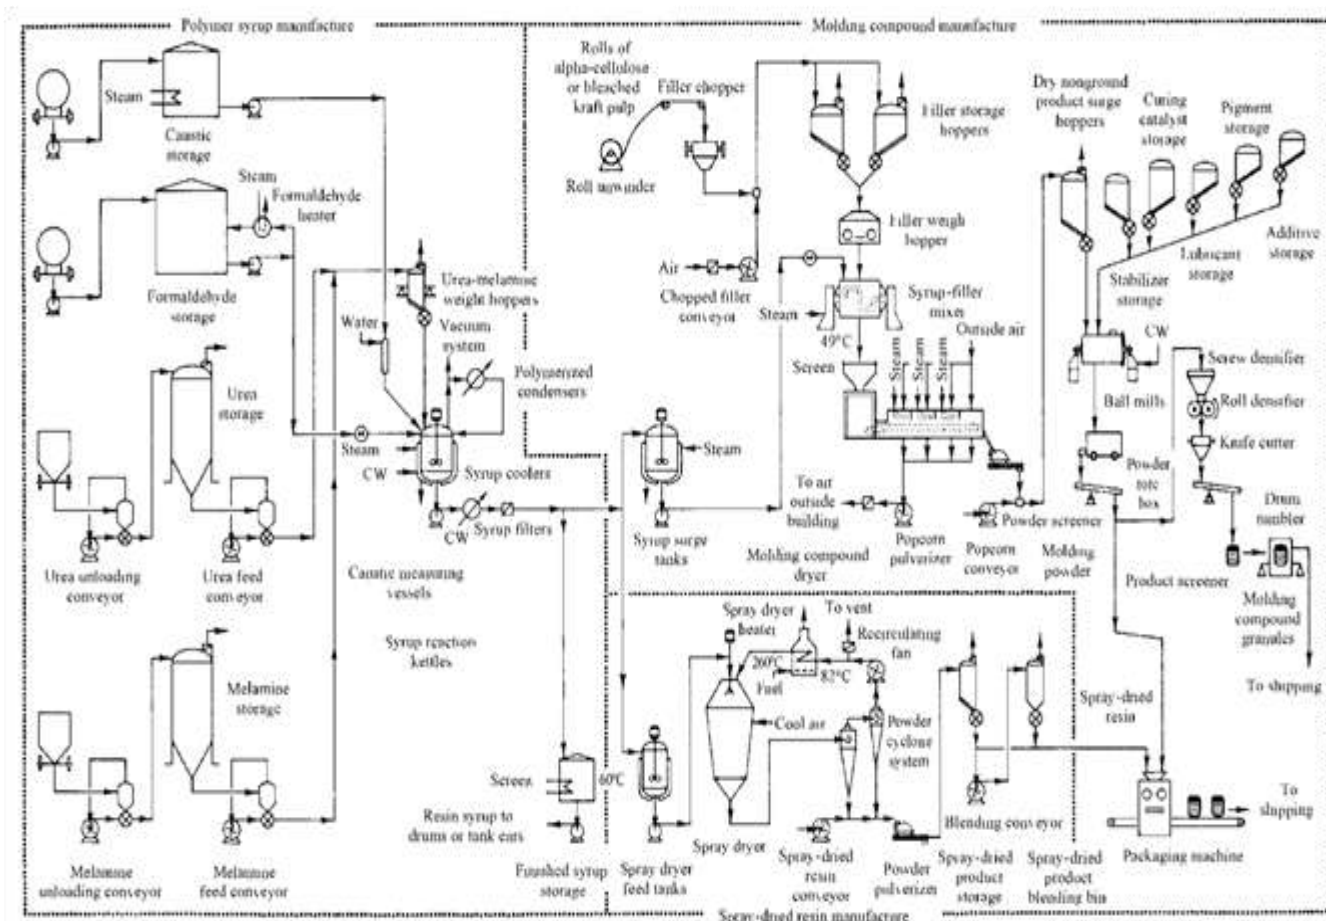 Polymer syrup manufacture
Molding compound manufacture
Steam
Caustic
storage
Steam
Formaldehyde
heater
Formaldehyde
storage
Urea
storage
Urea unloading
conveyor
Urea feed
conveyor
Melamine
storage
Melamine
unloading conveyor
Melamine
feed conveyor
Urea-melamine
weight hoppers
Water
Vacuum
system
Polymerized
condensers
Steam
CW
Syrup coolers
CW
Syrup filters
Caustic measuring
vessels
Syrup reaction
kettles
Screen
60°C
Resin syrup to
drums or tank cars
Finished syrup
storage
Rolls of
alpha-cellulose
or bleached
kraft pulp
Filler chopper
Roll unwinder
Air
Chopped filler
conveyor
Filler storage
hoppers
Filler weigh
hopper
Steam
49°C
Syrup-filler
mixer
Outside air
Screen
Steam
Steam
Steam
Steam
Syrup surge
tanks
To air
outside
building
Molding compound
dryer
Popcorn
pulverizer
Popcorn
conveyor
Powder screener
Molding
powder
Dry nonground
product surge
hoppers
Curing
catalyst
storage
Pigment
storage
Additive
storage
Lubricant
storage
Stabilizer
storage
CW
Ball mills
Powder
tote
box
Screw densifier
Roll densifier
Knife cutter
Drum
tumbler
Product screener
Molding
compound
granules
To shipping
Spray dryer
heater
To vent
Recirculating
fan
260°C
82°C
Fuel
Cool air
Powder
cyclone
system
Spray dryer
feed tanks
Spray dryer
Spray-dried
resin
conveyor
Powder
pulverizer
Blending conveyor
Spray-dried
product
storage
Spray-dried
product
bleeding bin
Spray-dried
resin
To
shipping
Packaging machine
Spray-dried resin manufacture